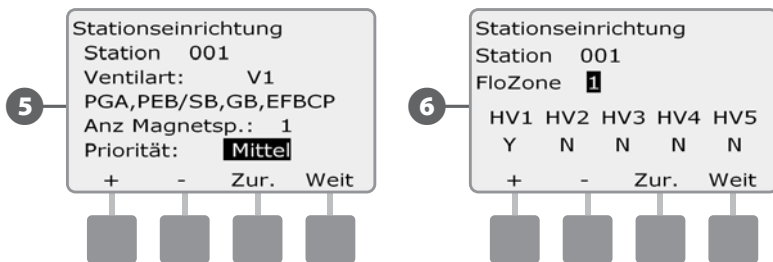 5
Stationseinrichtung
Station 001
Ventilart: V1
PGA,PEB/SB,GB,EFBCP
Anz Magnetsp.: 1
Priorität: Mittel
+ - Zur. Weit
6
Stationseinrichtung
Station 001
FloZone 1
HV1 HV2 HV3 HV4 HV5
Y N N N N
+ - Zur. Weit